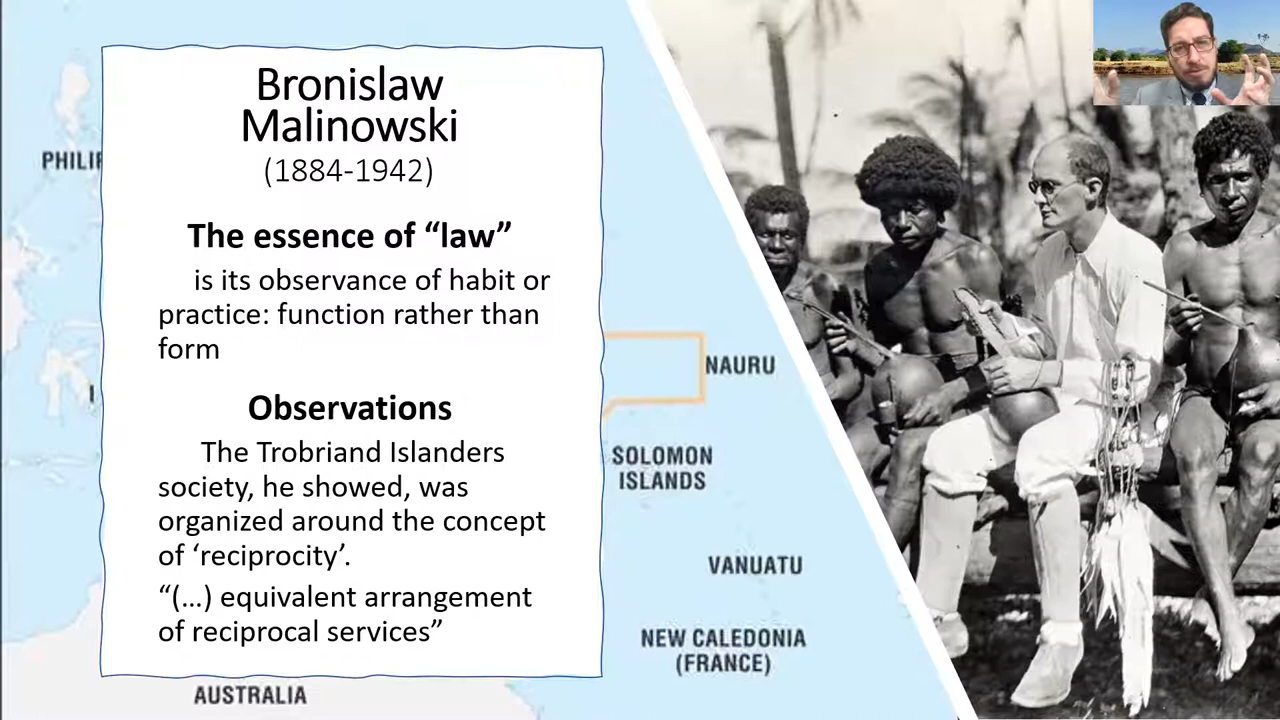 Bronislaw
Malinowski
(1884-1942)
The essence of “law”
is its observance of habit or
practice: function rather than
form
Observations
The Trobriand Islanders
society, he showed, was
organized around the concept
of ‘reciprocity’.
“(...) equivalent arrangement
of reciprocal services”
NAURU
SOLOMON
ISLANDS
VANUATU
NEW CALEDONIA
(FRANCE)
AUSTRALIA